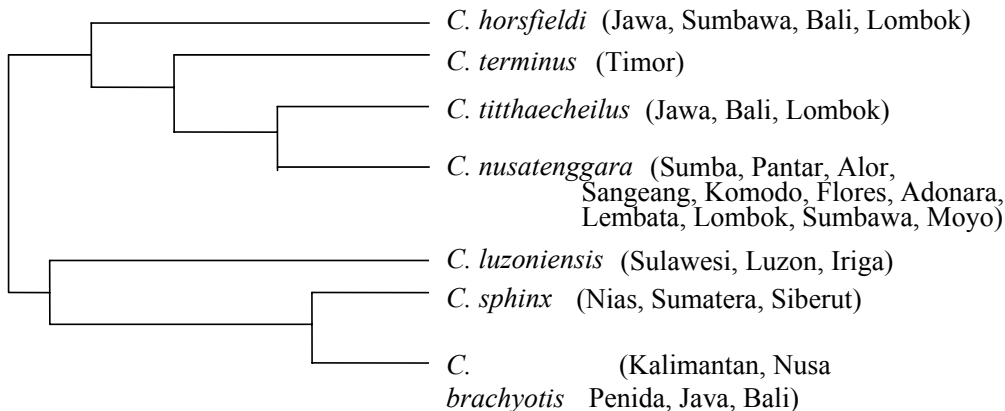 C. horsfieldi (Jawa, Sumbawa, Bali, Lombok)
C. terminus (Timor)
C. titthaecheilus (Jawa, Bali, Lombok)
C. nusatenggara (Sumba, Pantar, Alor,
Sangeang, Komodo, Flores, Adonara,
Lembata, Lombok, Sumbawa, Moyo)
C. luzoniensis (Sulawesi, Luzon, Iriga)
C. sphinx (Nias, Sumatera, Siberut)
C. (Kalimantan, Nusa
brachyotis Penida, Java, Bali)